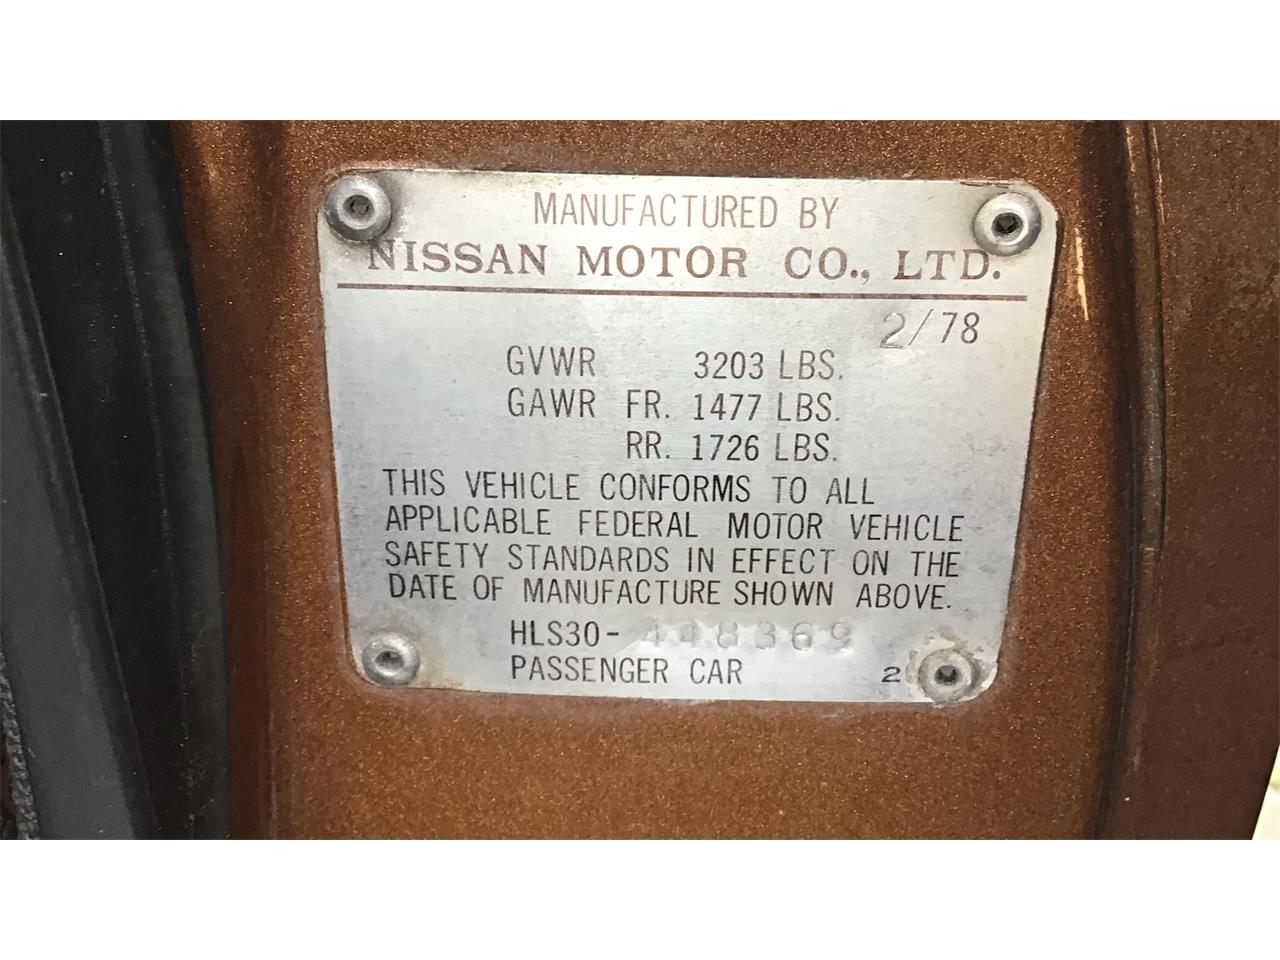 MANUFACTURED BY
NISSAN MOTOR CO., LTD.
2/78
GVWR 3203 LBS.
GAWR FR. 1477 LBS.
RR. 1726 LBS.
THIS VEHICLE CONFORMS TO ALL
APPLICABLE FEDERAL MOTOR VEHICLE
SAFETY STANDARDS IN EFFECT ON THE
DATE OF MANUFACTURE SHOWN ABOVE.
HLS30-448369
PASSENGER CAR 2